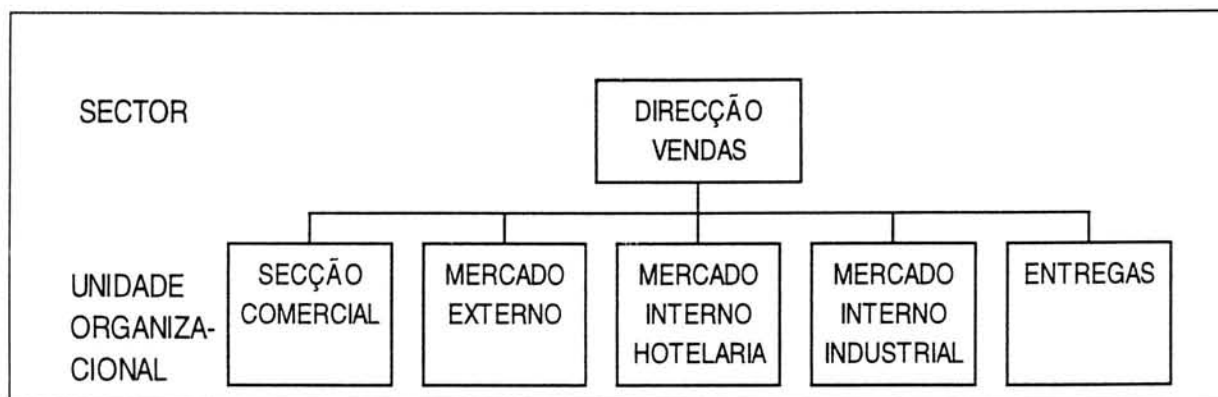 SECTOR
DIRECÇÃO
VENDAS
UNIDADE
ORGANIZA-
CIONAL
SECÇÃO
COMERCIAL
MERCADO
EXTERNO
MERCADO
INTERNO
HOTELARIA
MERCADO
INTERNO
INDUSTRIAL
ENTREGAS